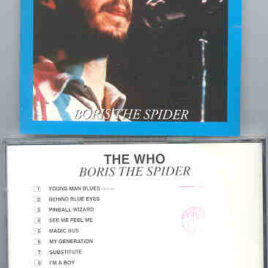 BORIS THE SPIDER
THE WHO
BORIS THE SPIDER
1 YOUNG MAN BLUES
2 BEHIND BLUE EYES
3 PINBALL WIZARD
4 SEE ME FEEL ME
5 MAGIC BUS
6 MY GENERATION
7 SUBSTITUTE
8 I'M A BOY